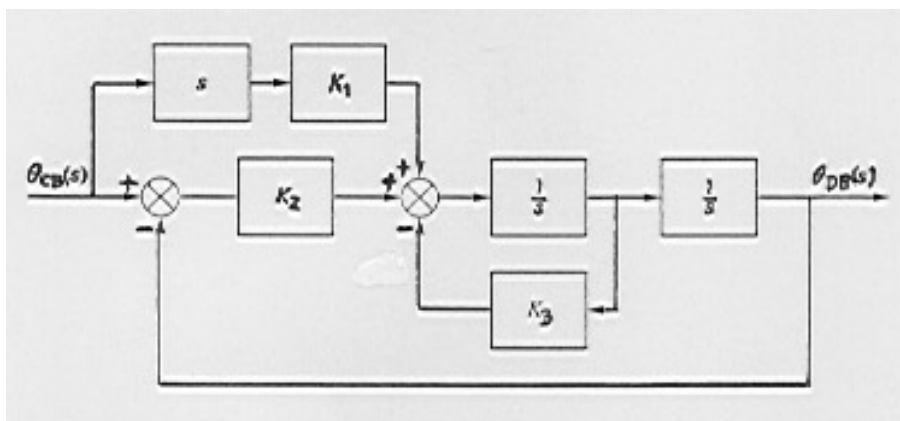 s
K₁
θCB(s)
+
+
K₂
+
1/s
1/s
θDB(s)
-
-
K₃